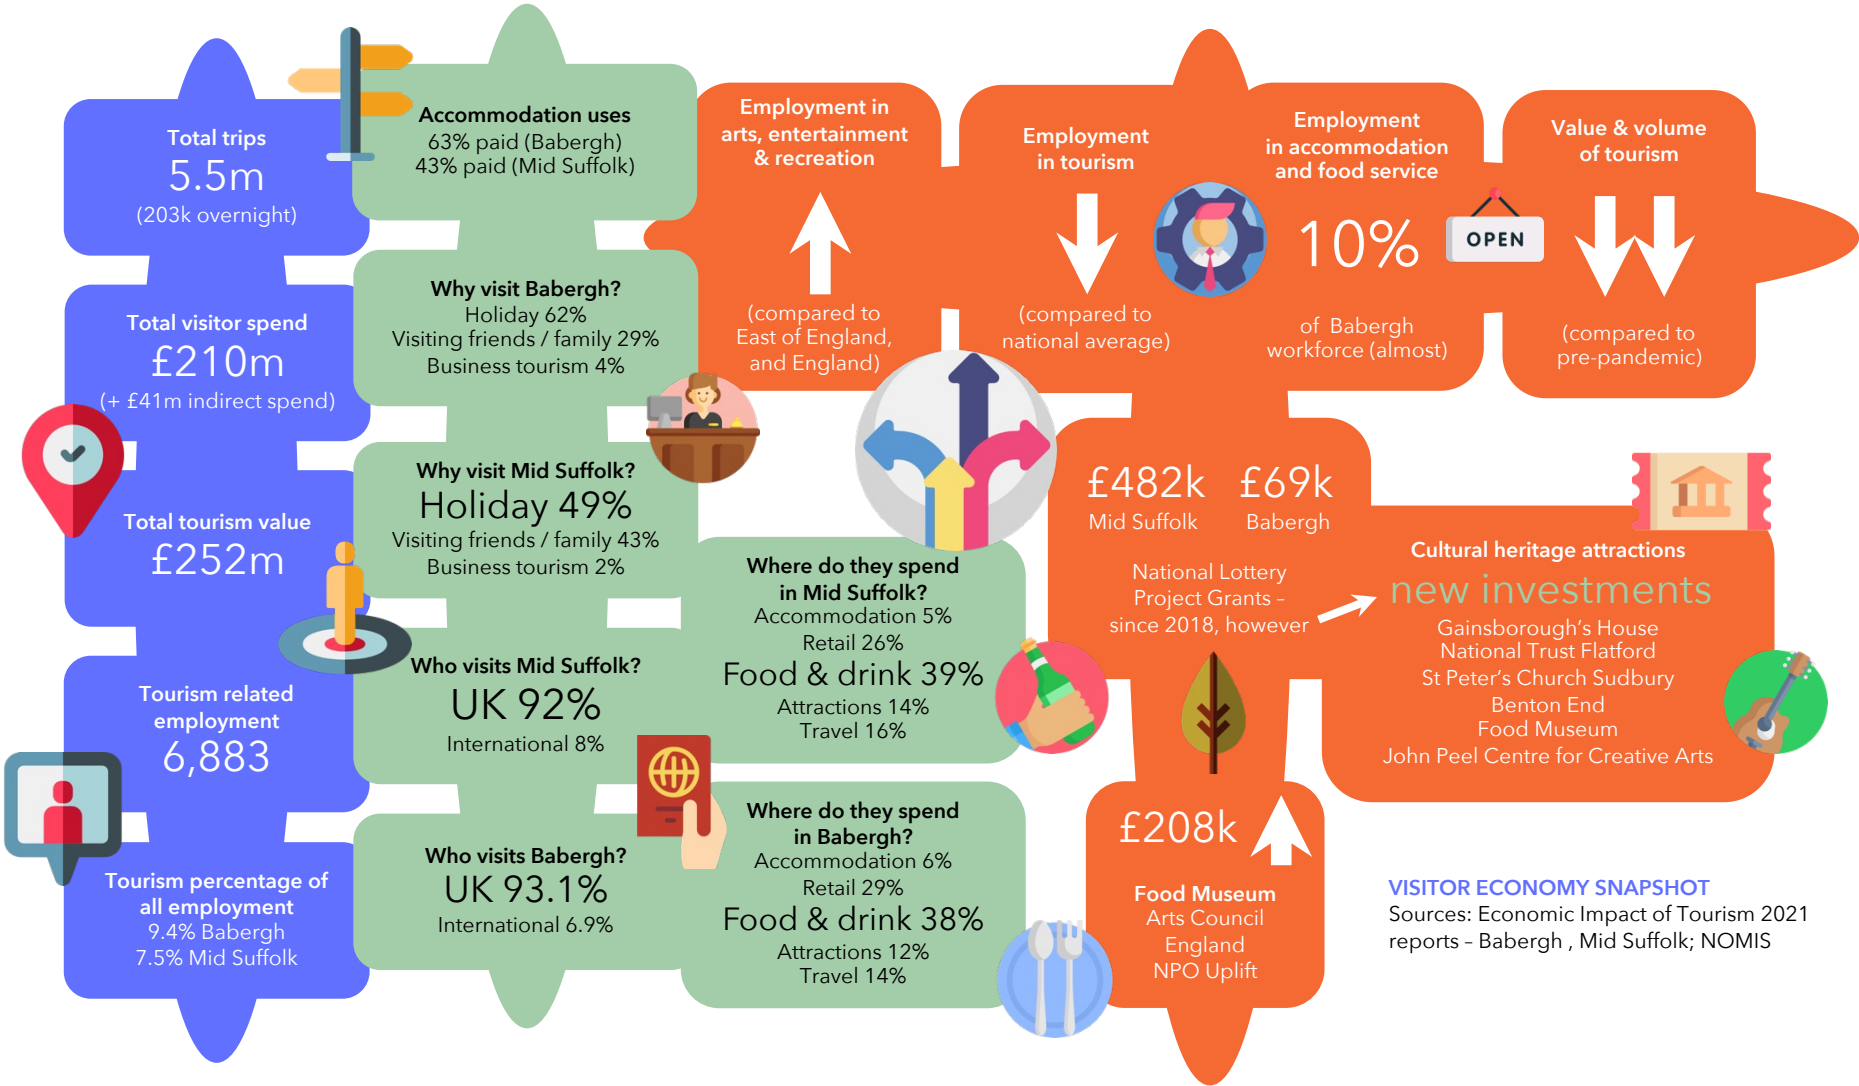 Total trips
5.5m
(203k overnight)
Total visitor spend
£210m
(+ £41m indirect spend)
Total tourism value
£252m
Tourism related
employment
6,883
Tourism percentage of
all employment
9.4% Babergh
7.5% Mid Suffolk
Accommodation uses
63% paid (Babergh)
43% paid (Mid Suffolk)
Why visit Babergh?
Holiday 62%
Visiting friends / family 29%
Business tourism 4%
Why visit Mid Suffolk?
Holiday 49%
Visiting friends / family 43%
Business tourism 2%
Who visits Mid Suffolk?
UK 92%
International 8%
Who visits Babergh?
UK 93.1%
International 6.9%
Where do they spend
in Mid Suffolk?
Accommodation 5%
Retail 26%
Food & drink 39%
Attractions 14%
Travel 16%
Where do they spend
in Babergh?
Accommodation 6%
Retail 29%
Food & drink 38%
Attractions 12%
Travel 14%
Employment in
arts, entertainment
& recreation
(compared to
East of England,
and England)
Employment
in tourism
(compared to
national average)
Employment
in accommodation
and food service
10%
of Babergh
workforce (almost)
OPEN
Value & volume
of tourism
(compared to
pre-pandemic)
£482k
Mid Suffolk
£69k
Babergh
National Lottery
Project Grants –
since 2018, however
Cultural heritage attractions
new investments
Gainsborough's House
National Trust Flatford
St Peter's Church Sudbury
Benton End
Food Museum
John Peel Centre for Creative Arts
£208k
Food Museum
Arts Council
England
NPO Uplift
VISITOR ECONOMY SNAPSHOT
Sources: Economic Impact of Tourism 2021
reports – Babergh , Mid Suffolk; NOMIS